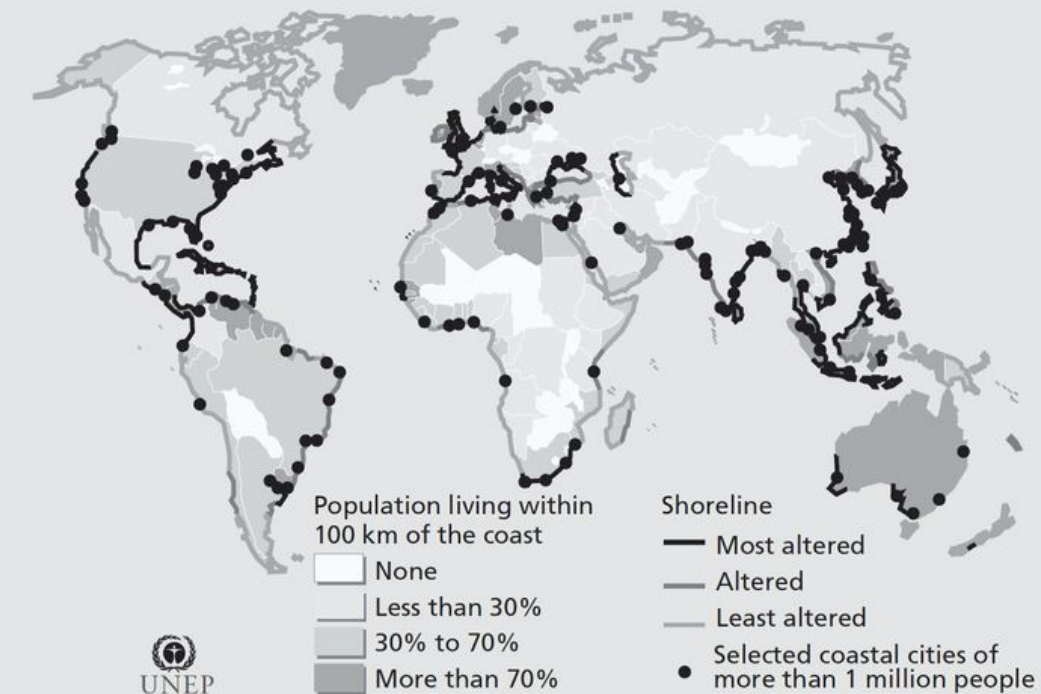 Population living within
100 km of the coast
None
Less than 30%
30% to 70%
More than 70%
Shoreline
Most altered
Altered
Least altered
Selected coastal cities of
more than 1 million people
UNEP